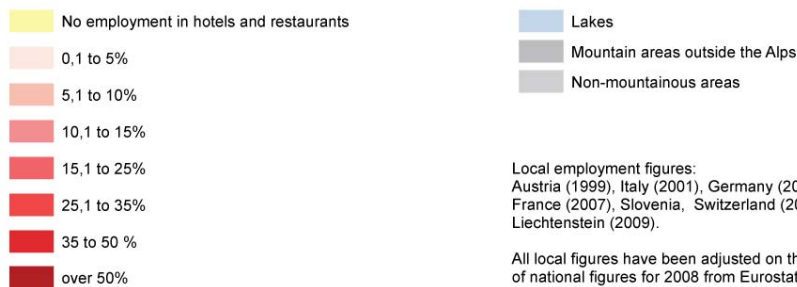 No employment in hotels and restaurants
0,1 to 5%
5,1 to 10%
10,1 to 15%
15,1 to 25%
25,1 to 35%
35 to 50 %
over 50%
Lakes
Mountain areas outside the Alps
Non-mountainous areas
Local employment figures:
Austria (1999), Italy (2001), Germany
France (2007), Slovenia, Switzerland
Liechtenstein (2009).
All local figures have been adjusted on
of national figures for 2008 from Eurostat